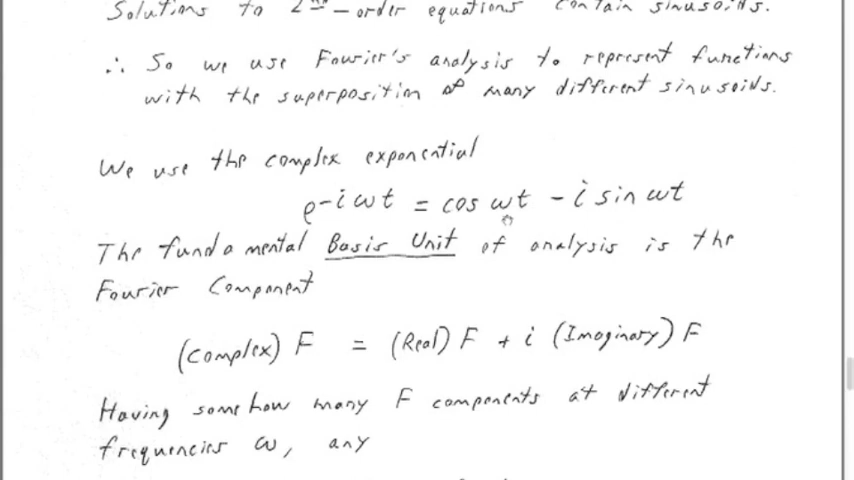 Solutions to 2nd-order equations contain sinusoids.
∴ So we use Fourier's analysis to represent functions
with the superposition of many different sinusoids.
We use the complex exponential
e^-iωt = cos ωt - i sin ωt
The fundamental Basis Unit of analysis is the
Fourier Component
(Complex) F = (Real) F + i (Imaginary) F
Having somehow many F components at different
frequencies ω, any